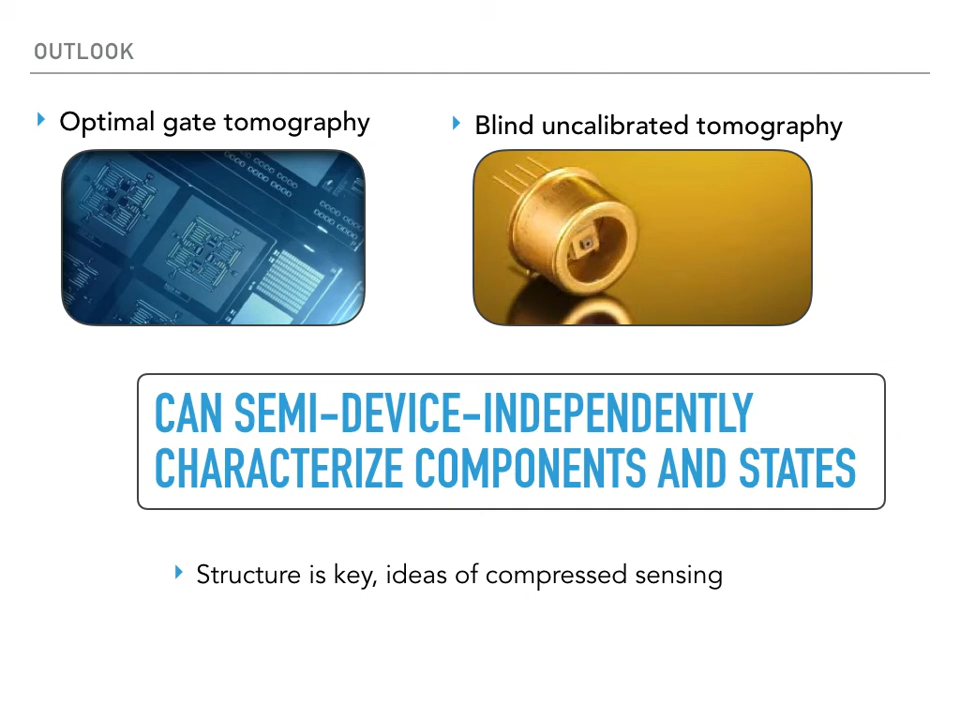 OUTLOOK
Optimal gate tomography
Blind uncalibrated tomography
CAN SEMI-DEVICE-INDEPENDENTLY
CHARACTERIZE COMPONENTS AND STATES
Structure is key, ideas of compressed sensing